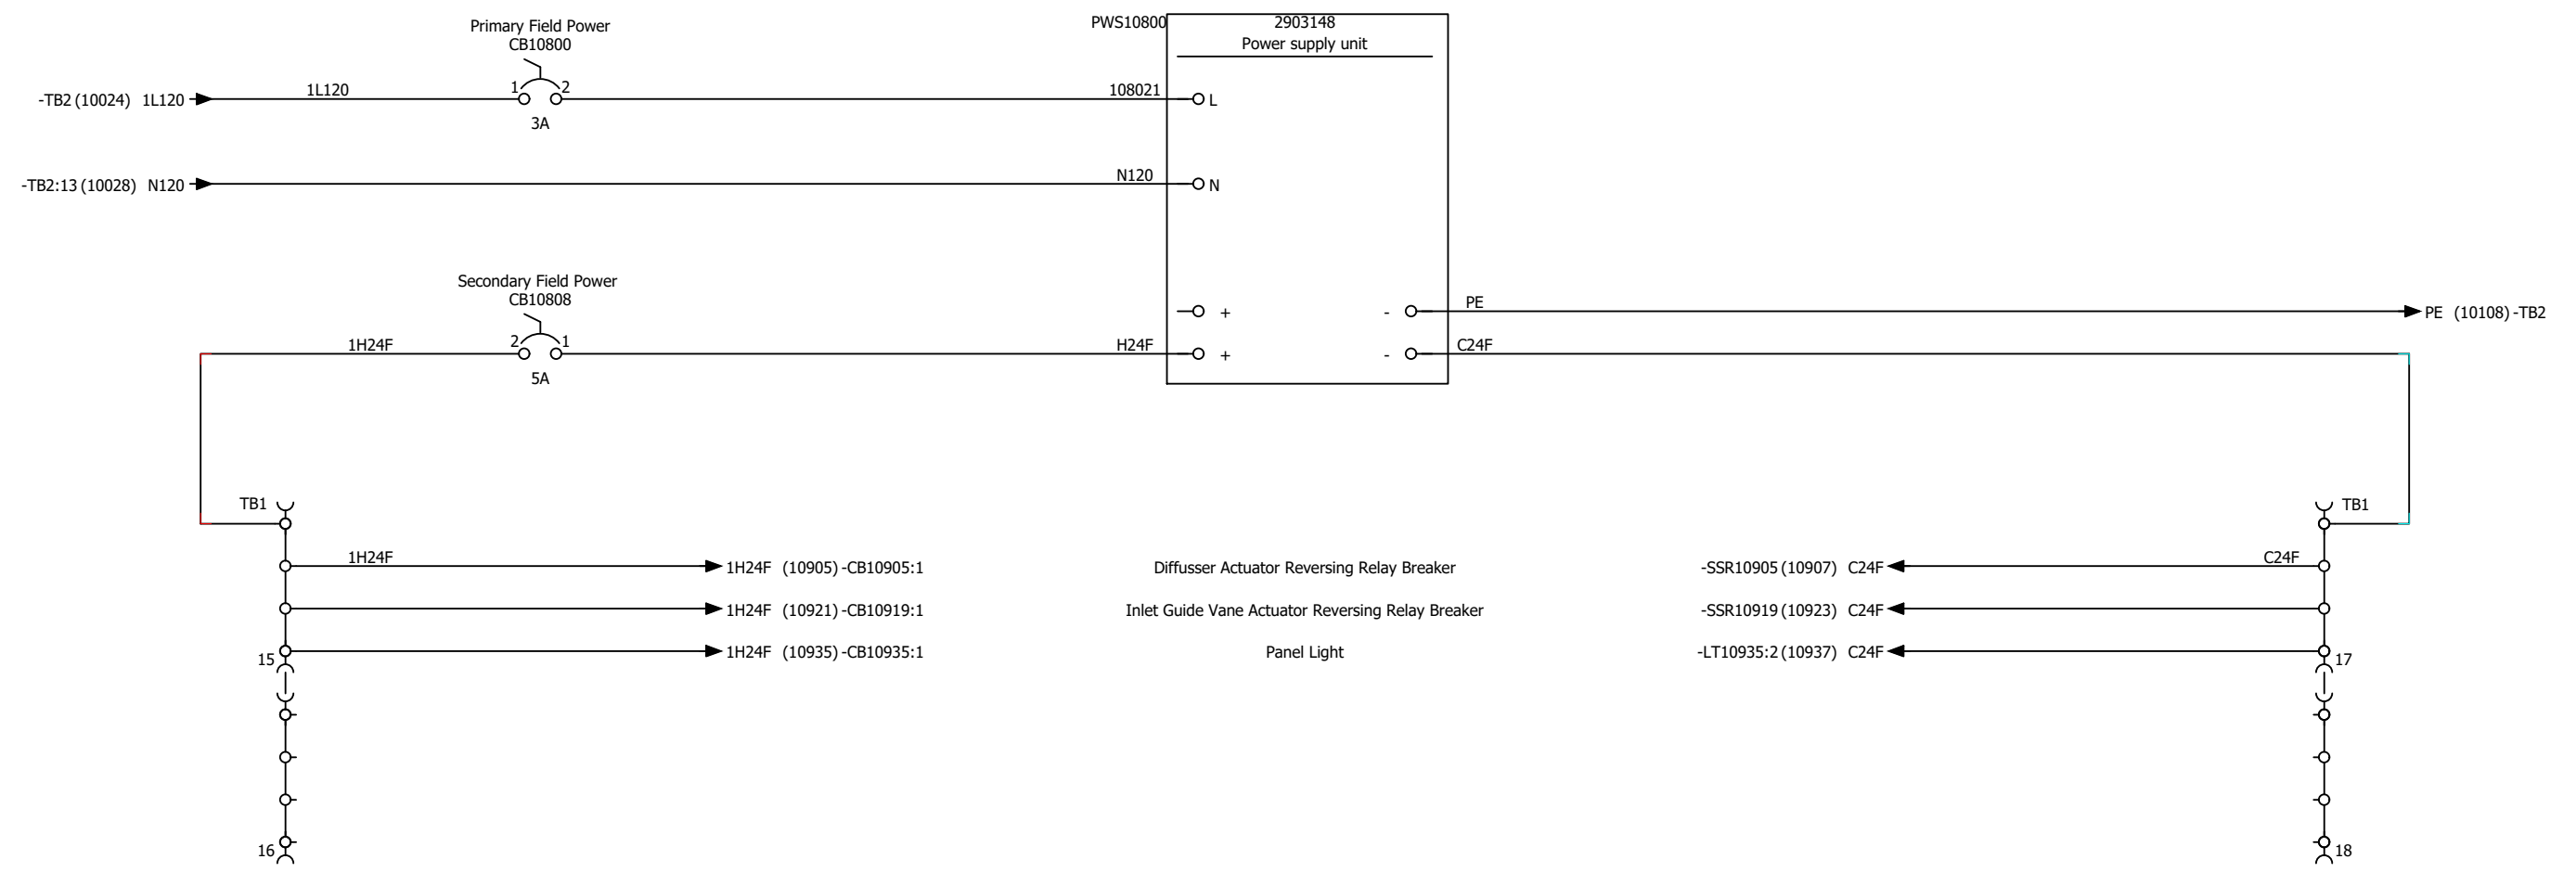 Primary Field Power
CB10800
PWS10800
2903148
Power supply unit
-TB2 (10024) 1L120
1L120
1
2
3A
108021
L
-TB2:13 (10028) N120
N120
N
Secondary Field Power
CB10808
1H24F
2
1
5A
H24F
+
+
-
-
PE
PE (10108) -TB2
C24F
TB1
TB1
1H24F
1H24F (10905) -CB10905:1
Diffusser Actuator Reversing Relay Breaker
-SSR10905 (10907) C24F
C24F
1H24F (10921) -CB10919:1
Inlet Guide Vane Actuator Reversing Relay Breaker
-SSR10919 (10923) C24F
15
1H24F (10935) -CB10935:1
Panel Light
-LT10935:2 (10937) C24F
17
16
18